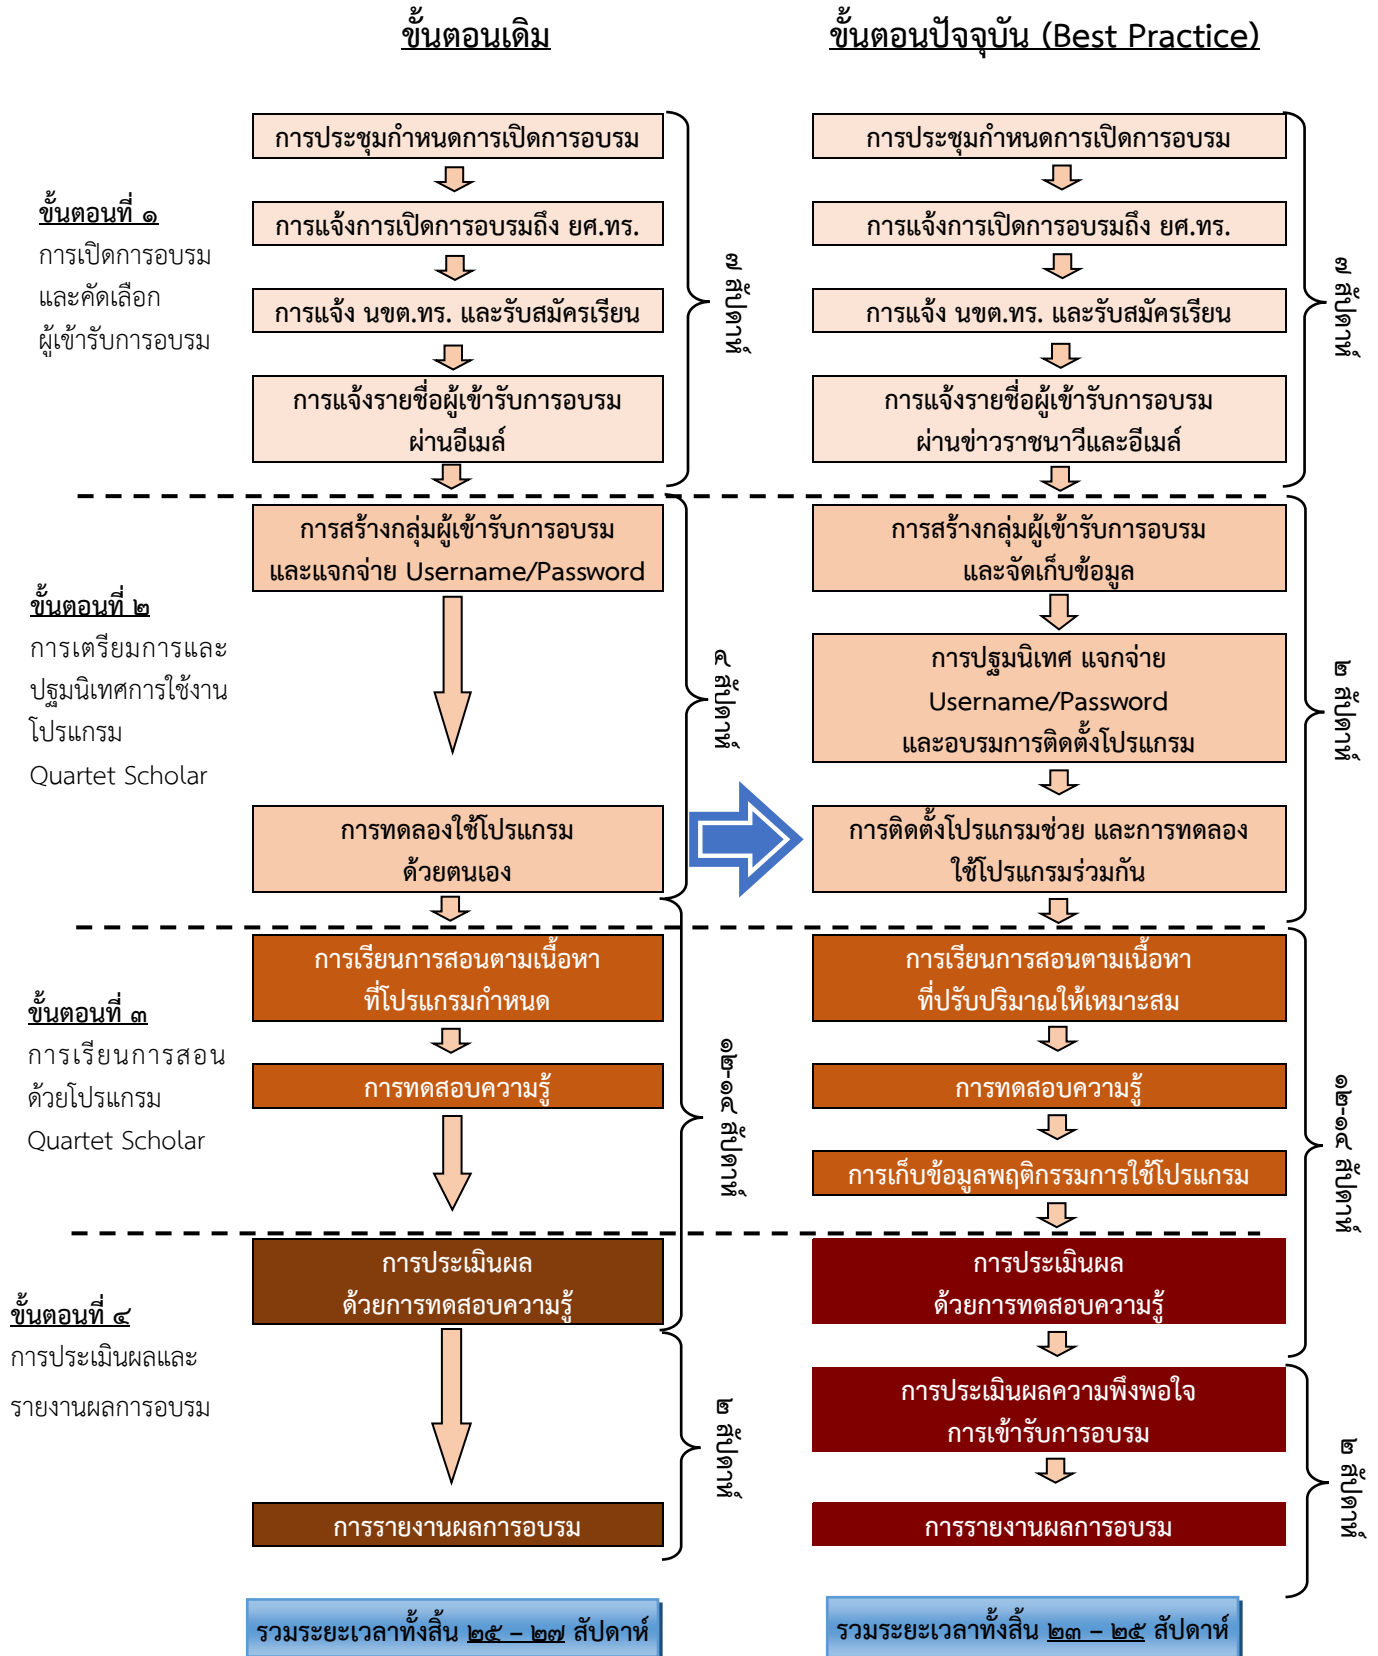 ขั้นตอนเดิม
ขั้นตอนปัจจุบัน (Best Practice)
ขั้นตอนที่ ๑
การเปิดการอบรม
และคัดเลือก
ผู้เข้ารับการอบรม
การประชุมกำหนดการเปิดการอบรม
การแจ้งการเปิดการอบรมถึง ยศ.ทร.
การแจ้ง นขต.ทร. และรับสมัครเรียน
การแจ้งรายชื่อผู้เข้ารับการอบรม
ผ่านอีเมล์
๗ สัปดาห์
การประชุมกำหนดการเปิดการอบรม
การแจ้งการเปิดการอบรมถึง ยศ.ทร.
การแจ้ง นขต.ทร. และรับสมัครเรียน
การแจ้งรายชื่อผู้เข้ารับการอบรม
ผ่านข่าวราชนาวีและอีเมล์
๗ สัปดาห์
ขั้นตอนที่ ๒
การเตรียมการและ
ปฐมนิเทศการใช้งาน
โปรแกรม
Quartet Scholar
การสร้างกลุ่มผู้เข้ารับการอบรม
และแจกจ่าย Username/Password
การทดลองใช้โปรแกรม
ด้วยตนเอง
๔ สัปดาห์
การสร้างกลุ่มผู้เข้ารับการอบรม
และจัดเก็บข้อมูล
การปฐมนิเทศ แจกจ่าย
Username/Password
และอบรมการติดตั้งโปรแกรม
การติดตั้งโปรแกรมช่วย และการทดลอง
ใช้โปรแกรมร่วมกัน
๒ สัปดาห์
ขั้นตอนที่ ๓
การเรียนการสอน
ด้วยโปรแกรม
Quartet Scholar
การเรียนการสอนตามเนื้อหา
ที่โปรแกรมกำหนด
การทดสอบความรู้
๑๒-๑๔ สัปดาห์
การเรียนการสอนตามเนื้อหา
ที่ปรับปริมาณให้เหมาะสม
การทดสอบความรู้
การเก็บข้อมูลพฤติกรรมการใช้โปรแกรม
๑๒-๑๔ สัปดาห์
ขั้นตอนที่ ๔
การประเมินผลและ
รายงานผลการอบรม
การประเมินผล
ด้วยการทดสอบความรู้
การรายงานผลการอบรม
๒ สัปดาห์
การประเมินผล
ด้วยการทดสอบความรู้
การประเมินผลความพึงพอใจ
การเข้ารับการอบรม
การรายงานผลการอบรม
๒ สัปดาห์
รวมระยะเวลาทั้งสิ้น ๒๕ – ๒๗ สัปดาห์
รวมระยะเวลาทั้งสิ้น ๒๓ – ๒๕ สัปดาห์